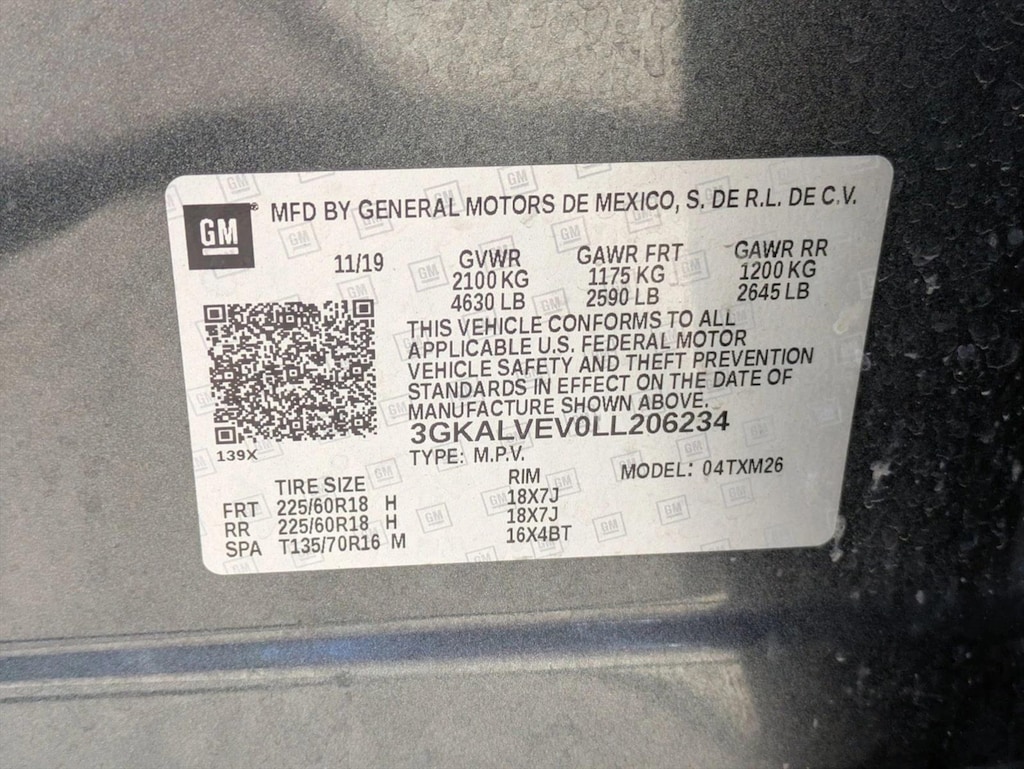 GM
MFD BY GENERAL MOTORS DE MEXICO, S. DE R.L. DE C.V.
11/19
GVWR GAWR FRT GAWR RR
2100 KG 1175 KG 1200 KG
4630 LB 2590 LB 2645 LB
THIS VEHICLE CONFORMS TO ALL
APPLICABLE U.S. FEDERAL MOTOR
VEHICLE SAFETY AND THEFT PREVENTION
STANDARDS IN EFFECT ON THE DATE OF
MANUFACTURE SHOWN ABOVE.
3GKALVEV0LL206234
139X
TYPE: M.P.V. MODEL: 04TXM26
TIRE SIZE RIM
FRT 225/60R18 H 18X7J
RR 225/60R18 H 18X7J
SPA T135/70R16 M 16X4BT